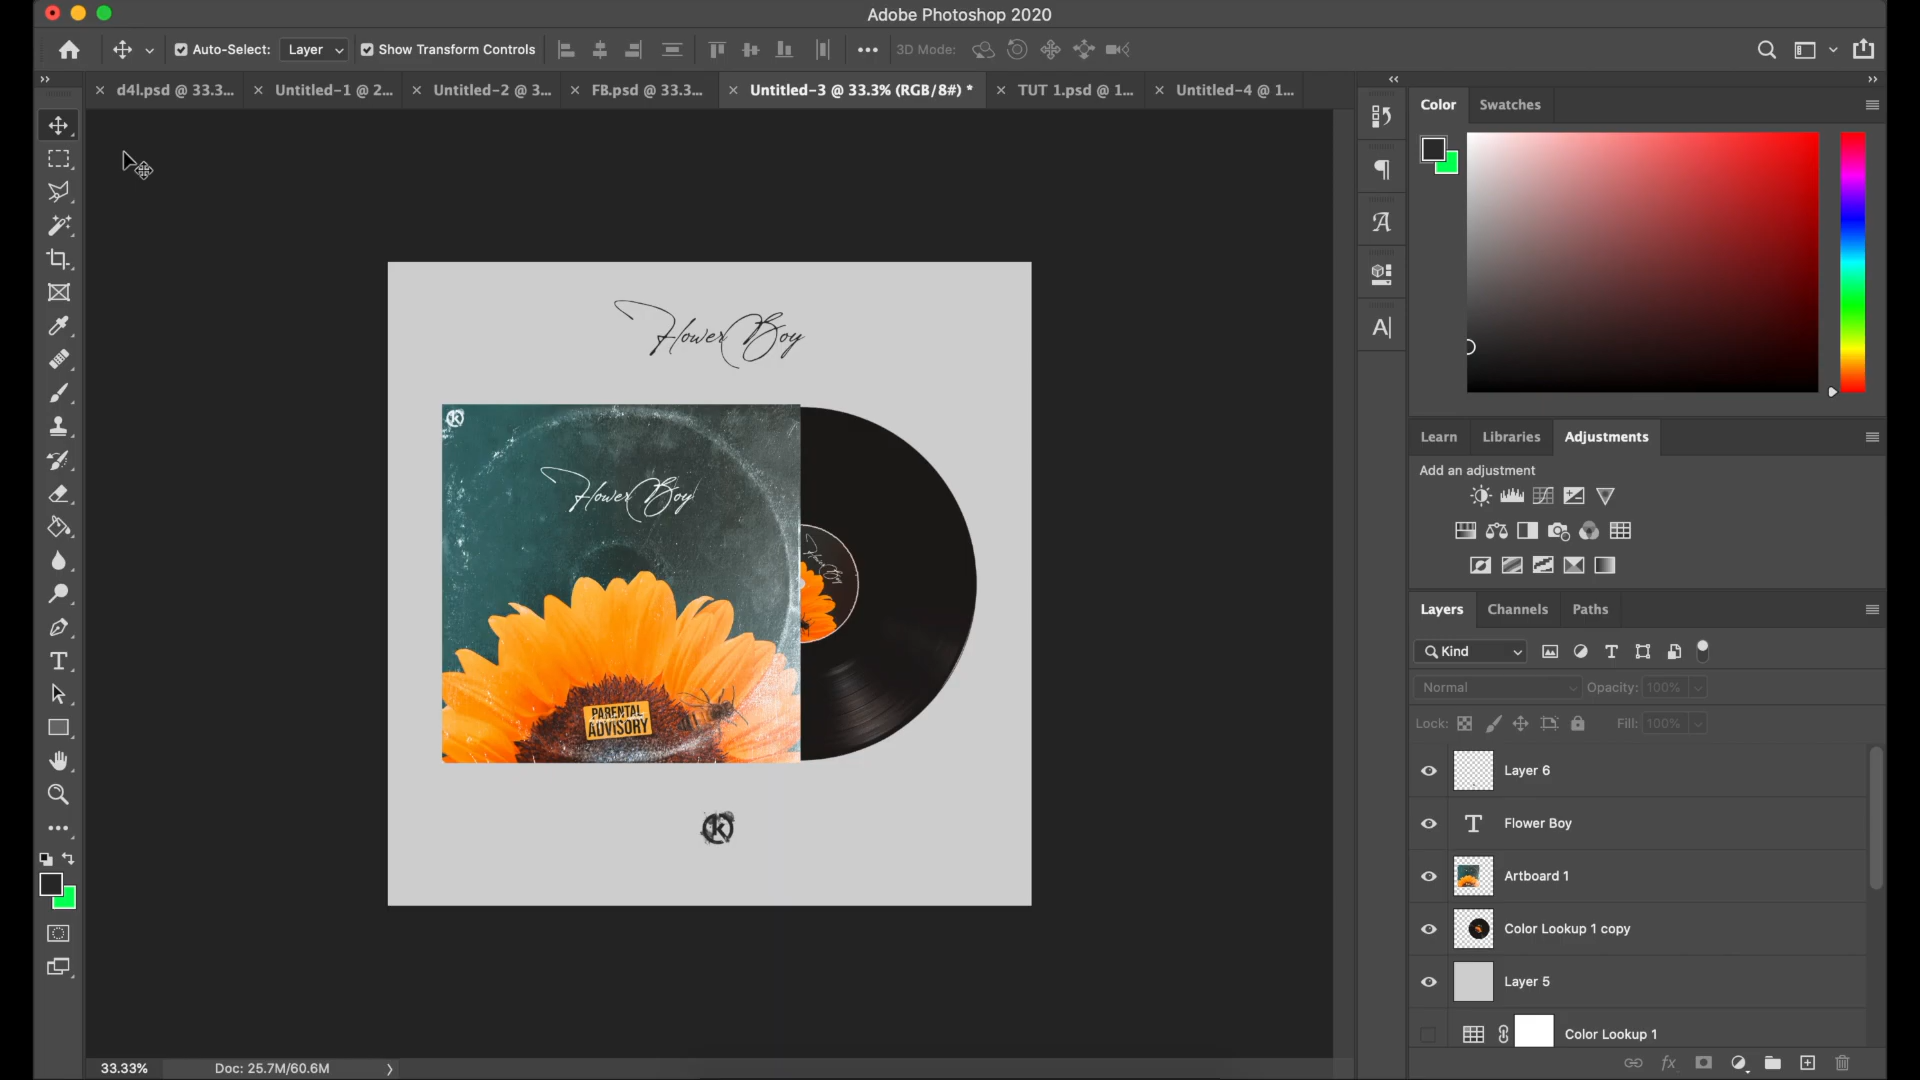 Adobe Photoshop 2020
Auto-Select: Layer Show Transform Controls 3D Mode:
d4l.psd @ 33.3... Untitled-1 @ 2... Untitled-2 @ 3... FB.psd @ 33.3... Untitled-3 @ 33.3% (RGB/8#) * TUT 1.psd @ 1... Untitled-4 @ 1...
Color Swatches
Flower Boy
Flower Boy
Flower Boy
PARENTAL
ADVISORY
k
k
Learn Libraries Adjustments
Add an adjustment
Layers Channels Paths
Kind
Normal Opacity: 100%
Lock: Fill: 100%
Layer 6
Flower Boy
Artboard 1
Color Lookup 1 copy
Layer 5
Color Lookup 1
33.33% Doc: 25.7M/60.6M